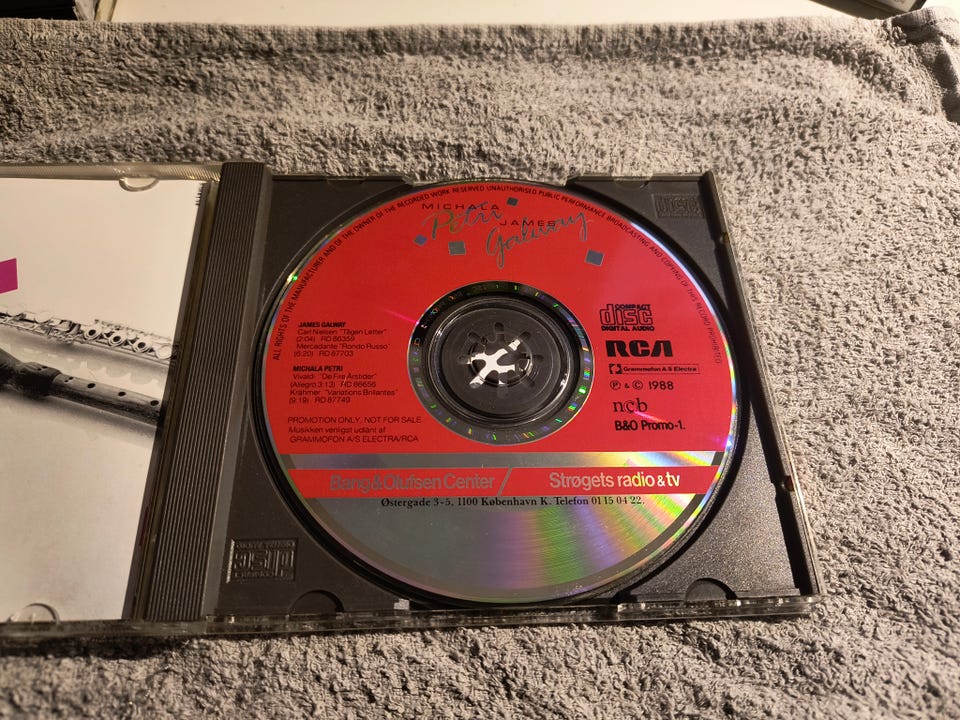 ALL RIGHTS OF THE MANUFACTURER AND OF THE OWNER OF THE RECORDED WORK RESERVED UNAUTHORISED PUBLIC PERFORMANCE BROADCASTING AND COPYING OF THIS RECORD PROHIBITED
MICHALA
Petri JAMES
Galway
JAMES GALWAY
Carl Nielsen "Tågen Letter"
(2:04) RD 86359
Mercadante "Rondo Russo"
(6:20) RD 87703
MICHALA PETRI
Vivaldi "De Fire Årstider"
(Allegro 3:13) RD 86656
Krähmer "Variations Brillantes"
(9:19) RD 87749
PROMOTION ONLY, NOT FOR SALE
Musikken venligst udlånt af
GRAMMOFON A/S ELECTRA/RCA
COMPACT
disc
DIGITAL AUDIO
RCA
Grammofon A.S Electra
℗ & © 1988
ncb
B&O Promo-1.
Bang&Olufsen Center / Strøgets radio & tv
Østergade 3-5, 1100 København K. Telefon 01 15 04 22.